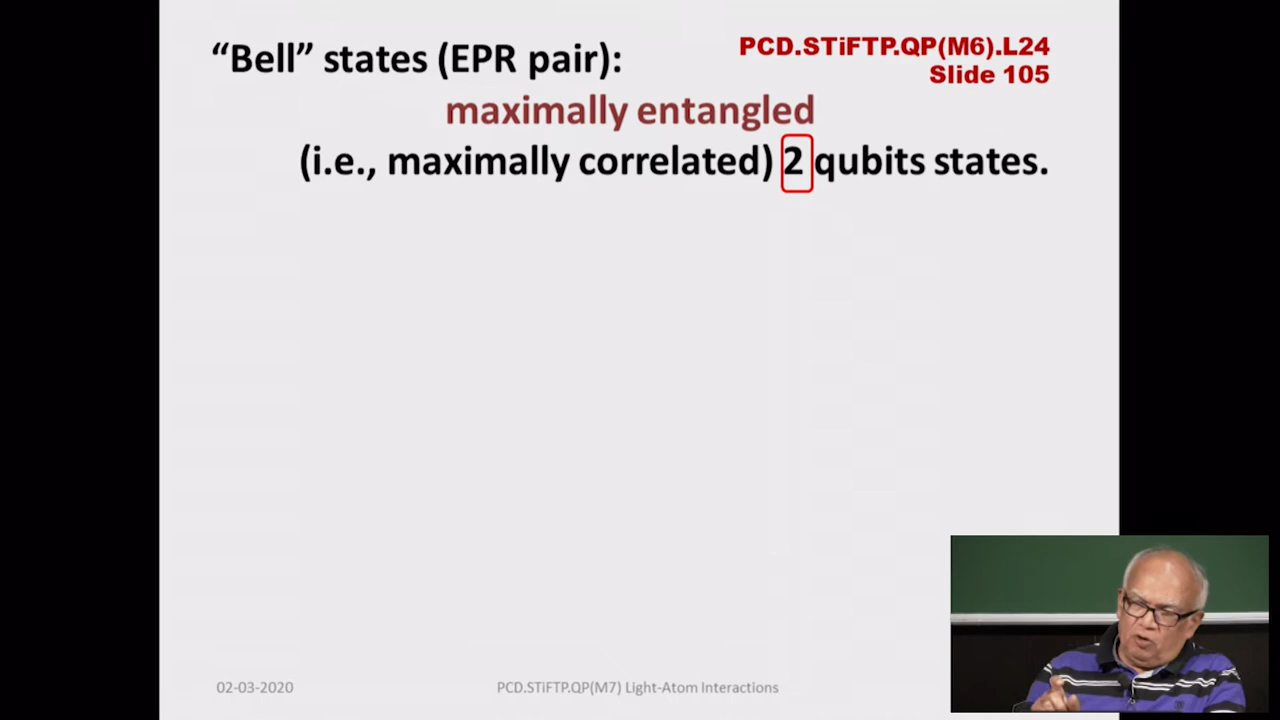 “Bell” states (EPR pair):
PCD.STiFTP.QP(M6).L24
Slide 105
maximally entangled
(i.e., maximally correlated) 2 qubits states.
02-03-2020
PCD.STiFTP.QP(M7) Light-Atom Interactions